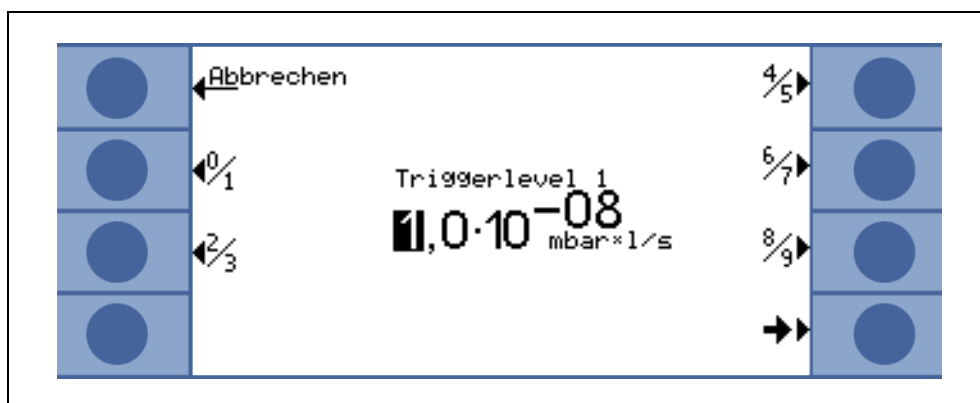 Abbrechen
4/5
0/1
6/7
Triggerlevel 1
1,0·10⁻⁰⁸
mbar*l/s
2/3
8/9